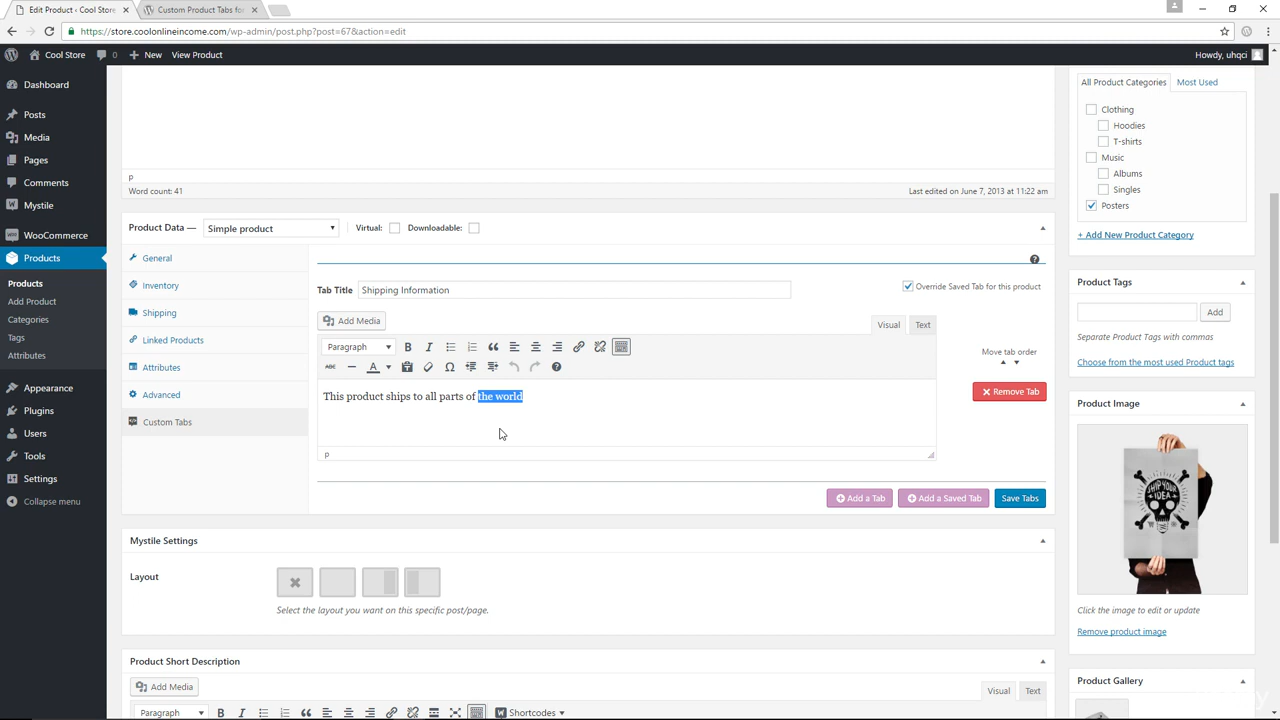 Edit Product ‹ Cool Store
Custom Product Tabs for
https://store.coolonlineincome.com/wp-admin/post.php?post=67&action=edit
Cool Store
0
New
View Product
Howdy, uhqci
Dashboard
Posts
Media
Pages
Comments
Mystile
WooCommerce
Products
Products
Add Product
Categories
Tags
Attributes
Appearance
Plugins
Users
Tools
Settings
Collapse menu
p
Word count: 41
Last edited on June 7, 2013 at 11:22 am
Product Data —
Simple product
Virtual:
Downloadable:
General
Inventory
Shipping
Linked Products
Attributes
Advanced
Custom Tabs
Tab Title
Shipping Information
Override Saved Tab for this product
Add Media
Visual
Text
Paragraph
B
I
ABC
A
This product ships to all parts of the world
p
Move tab order
Remove Tab
Add a Tab
Add a Saved Tab
Save Tabs
Mystile Settings
Layout
Select the layout you want on this specific post/page.
Product Short Description
Add Media
Visual
Text
Paragraph
B
I
Shortcodes
All Product Categories
Most Used
Clothing
Hoodies
T-shirts
Music
Albums
Singles
Posters
+ Add New Product Category
Product Tags
Add
Separate Product Tags with commas
Choose from the most used Product tags
Product Image
SHIP YOUR
IDEA
Click the image to edit or update
Remove product image
Product Gallery